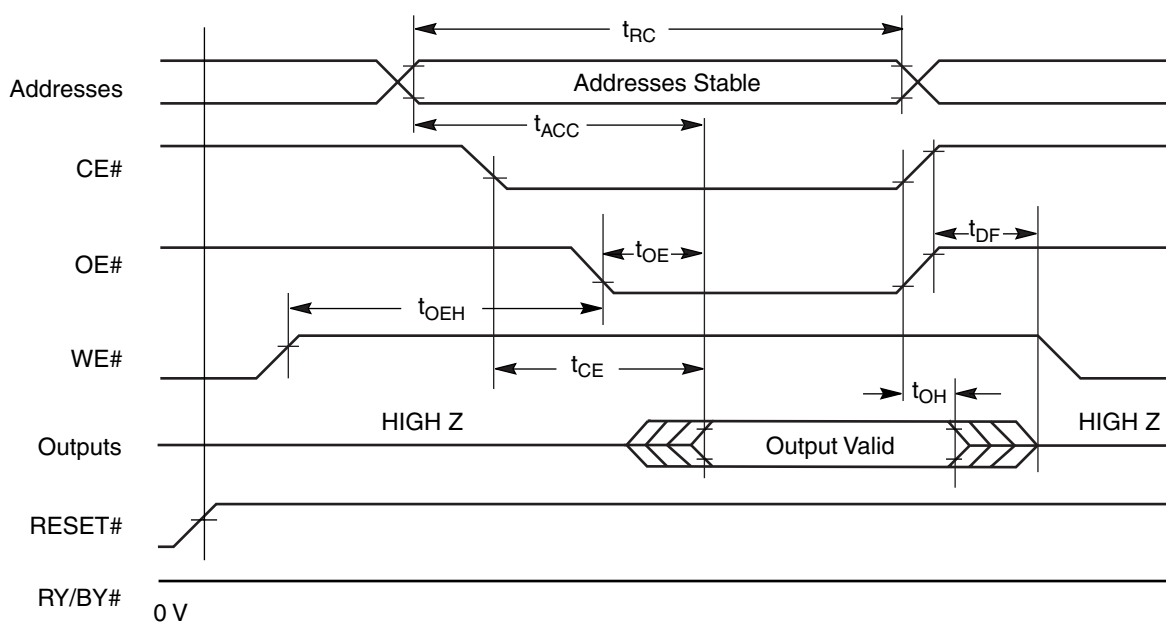 tRC
Addresses
Addresses Stable
tACC
CE#
tDF
OE#
tOE
tOEH
WE#
tCE
tOH
HIGH Z
HIGH Z
Outputs
Output Valid
RESET#
RY/BY#
0 V